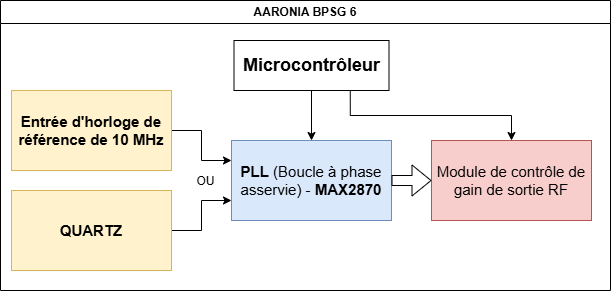 AARONIA BPSG 6
Microcontrôleur
Entrée d'horloge de
référence de 10 MHz
OU
QUARTZ
PLL (Boucle à phase
asservie) - MAX2870
Module de contrôle de
gain de sortie RF